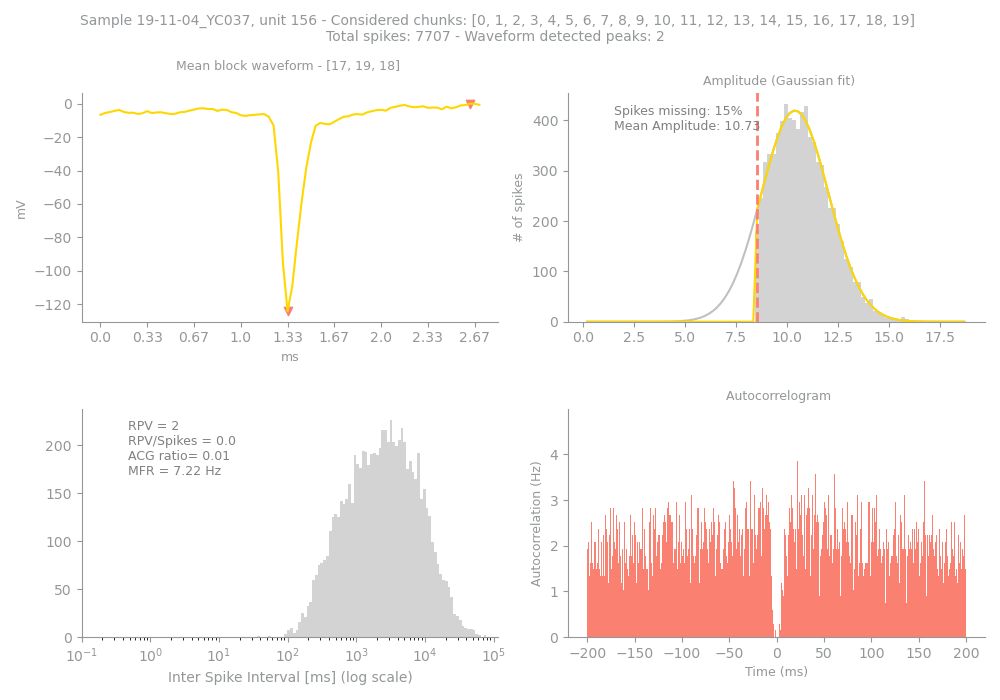 Sample 19-11-04_YC037, unit 156 - Considered chunks: [0, 1, 2, 3, 4, 5, 6, 7, 8, 9, 10, 11, 12, 13, 14, 15, 16, 17, 18, 19]
Total spikes: 7707 - Waveform detected peaks: 2
Mean block waveform - [17, 19, 18]
0
−20
−40
−60
−80
−100
−120
mV
0.0 0.33 0.67 1.0 1.33 1.67 2.0 2.33 2.67
ms
Amplitude (Gaussian fit)
Spikes missing: 15%
Mean Amplitude: 10.73
400
300
200
100
0
# of spikes
0.0 2.5 5.0 7.5 10.0 12.5 15.0 17.5
RPV = 2
RPV/Spikes = 0.0
ACG ratio= 0.01
MFR = 7.22 Hz
200
150
100
50
0
10⁻¹ 10⁰ 10¹ 10² 10³ 10⁴ 10⁵
Inter Spike Interval [ms] (log scale)
Autocorrelogram
4
3
2
1
0
Autocorrelation (Hz)
−200 −150 −100 −50 0 50 100 150 200
Time (ms)